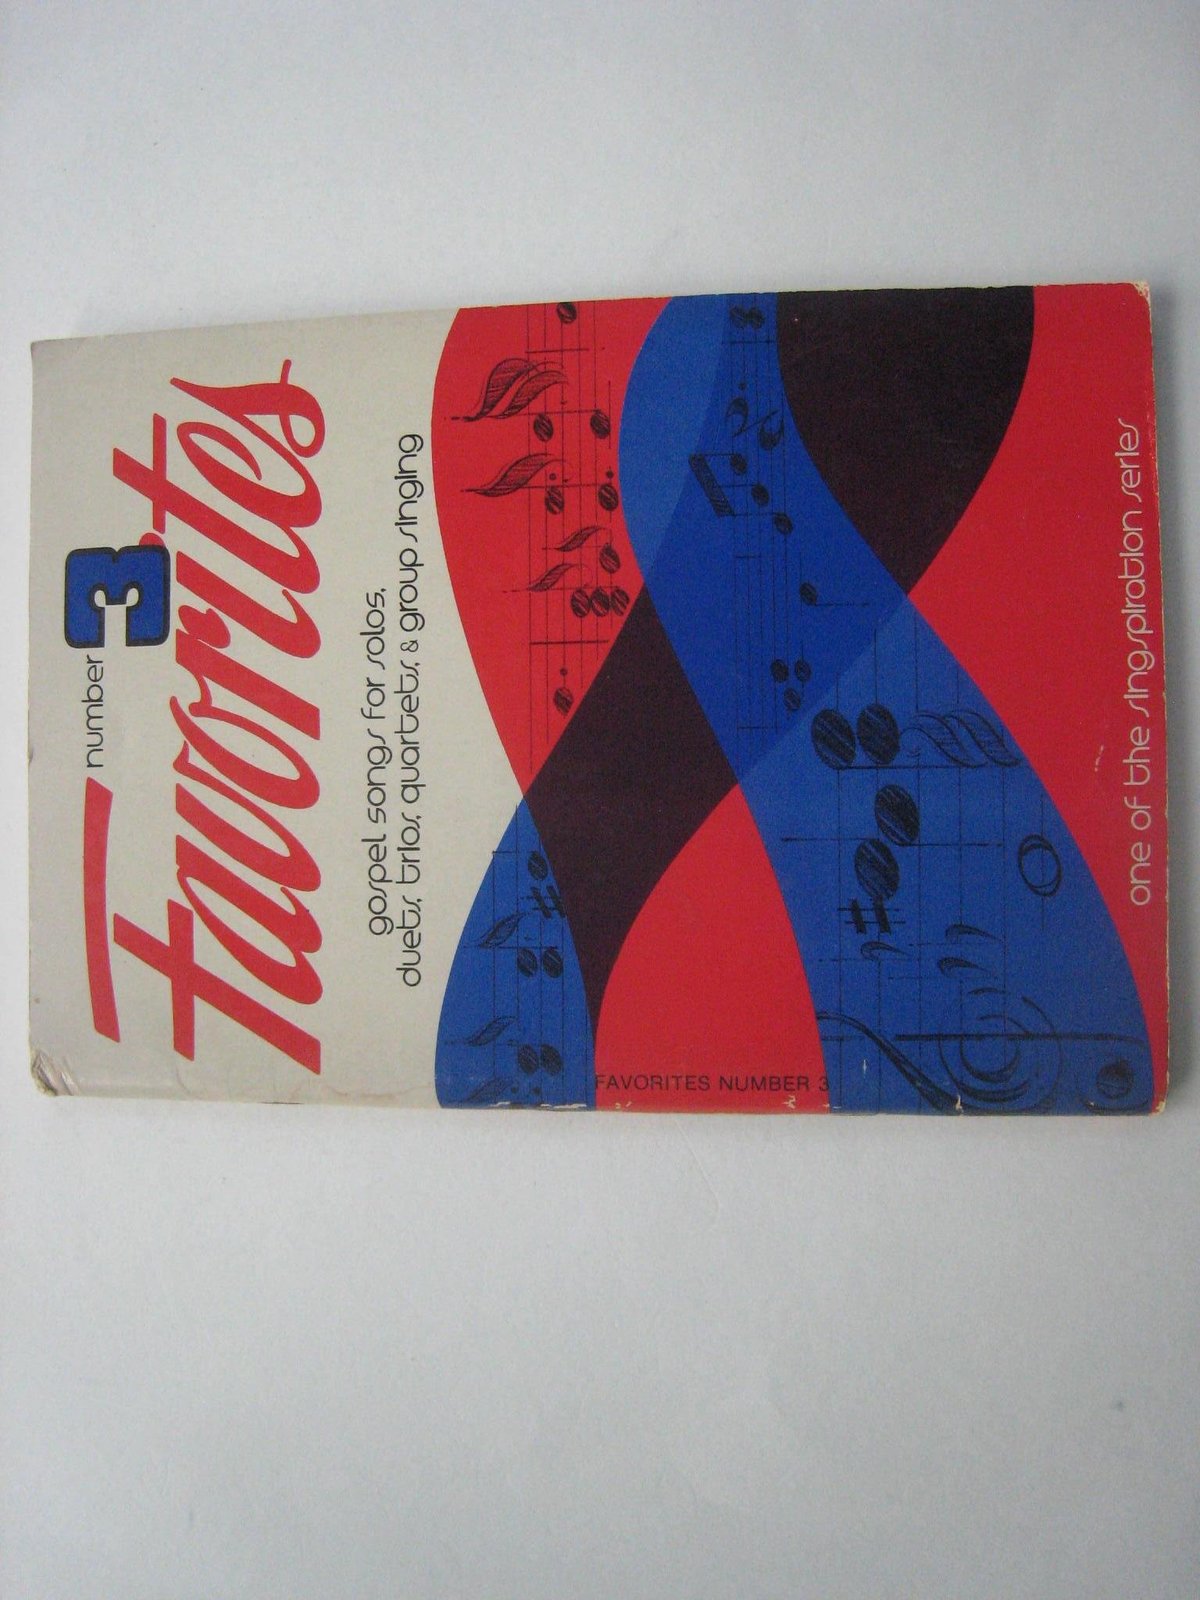 number 3
Favorites
gospel songs for solos,
duets, trios, quartets, & group singing
FAVORITES NUMBER 3
one of the singspiration series